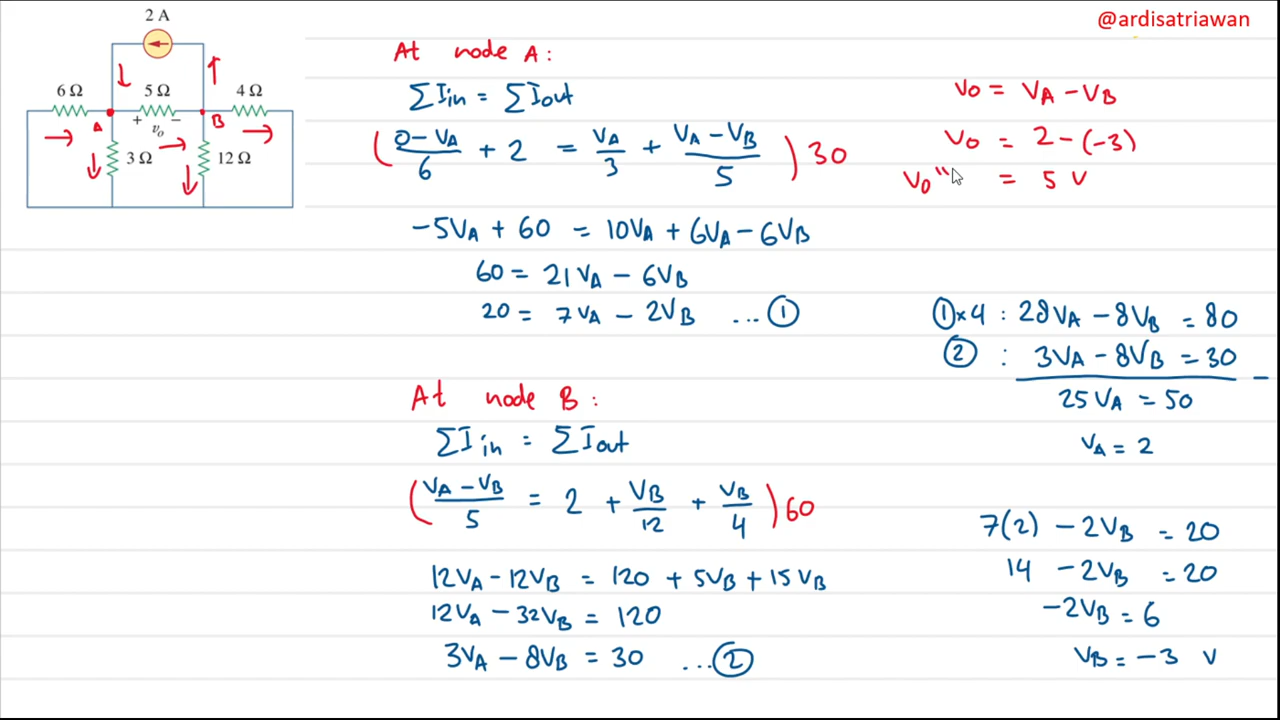 @ardisatriawan
2 A
6 Ω
5 Ω
4 Ω
A
+ v₀ −
B
3 Ω
12 Ω
At node A:
ΣIin = ΣIout
( (0 − VA)/6 + 2 = VA/3 + (VA − VB)/5 ) 30
−5VA + 60 = 10VA + 6VA − 6VB
60 = 21VA − 6VB
20 = 7VA − 2VB ... ①
At node B:
ΣIin = ΣIout
( (VA − VB)/5 = 2 + VB/12 + VB/4 ) 60
12VA − 12VB = 120 + 5VB + 15VB
12VA − 32VB = 120
3VA − 8VB = 30 ... ②
Vo = VA − VB
Vo = 2 − (−3)
Vo" = 5 V
①×4 : 28VA − 8VB = 80
② : 3VA − 8VB = 30 −
25VA = 50
VA = 2
7(2) − 2VB = 20
14 − 2VB = 20
−2VB = 6
VB = −3 V